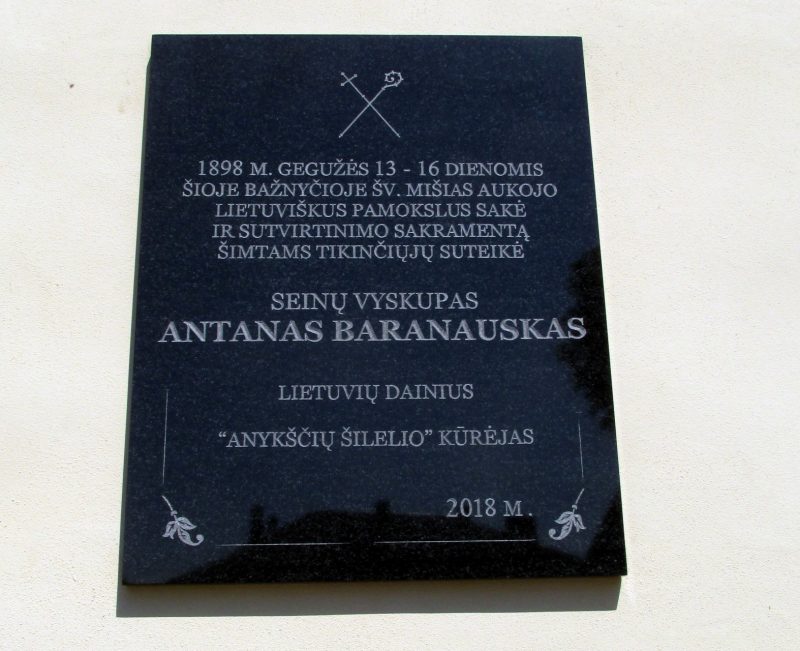 1898 M. GEGUŽĖS 13 - 16 DIENOMIS
ŠIOJE BAŽNYČIOJE ŠV. MIŠIAS AUKOJO
LIETUVIŠKUS PAMOKSLUS SAKĖ
IR SUTVIRTINIMO SAKRAMENTĄ
ŠIMTAMS TIKINČIŲJŲ SUTEIKĖ
SEINŲ VYSKUPAS
ANTANAS BARANAUSKAS
LIETUVIŲ DAINIUS
“ANYKŠČIŲ ŠILELIO” KŪRĖJAS
2018 M.